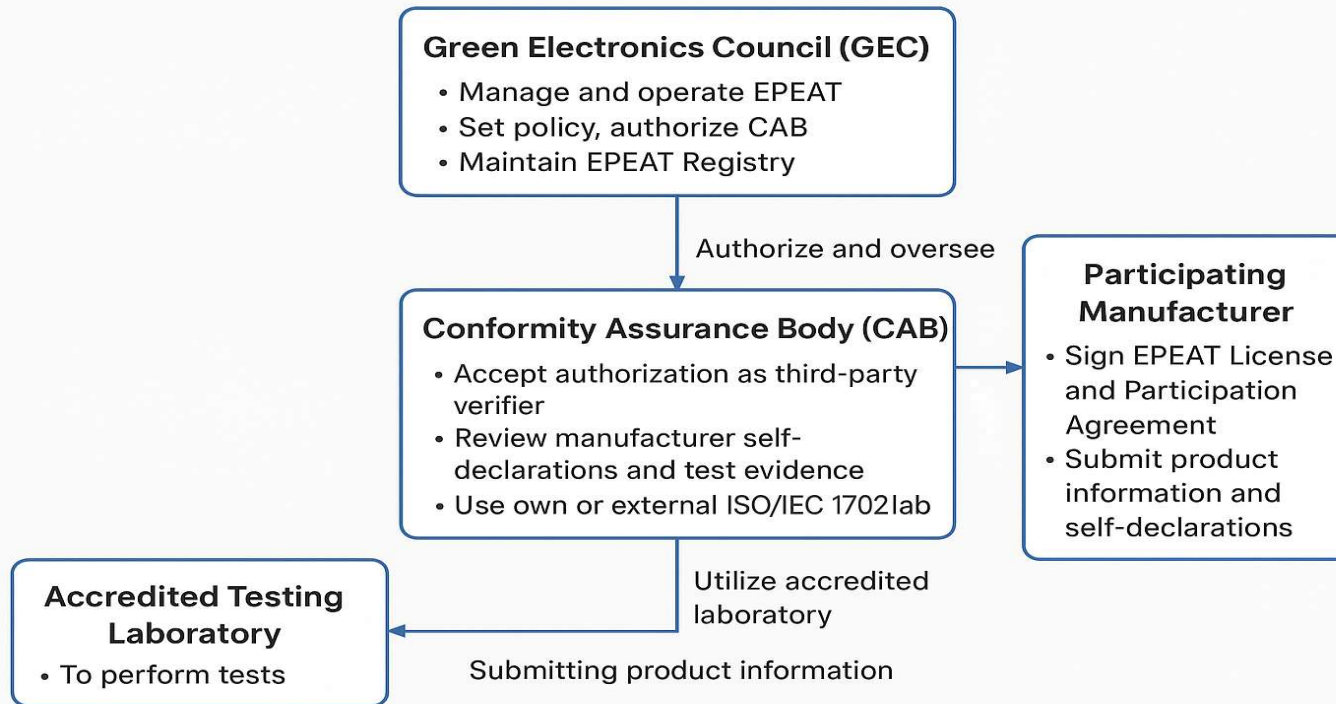 Green Electronics Council (GEC)
• Manage and operate EPEAT
• Set policy, authorize CAB
• Maintain EPEAT Registry
Authorize and oversee
Conformity Assurance Body (CAB)
• Accept authorization as third-party
verifier
• Review manufacturer self-
declarations and test evidence
• Use own or external ISO/IEC 1702lab
Participating
Manufacturer
• Sign EPEAT License
and Participation
Agreement
• Submit product
information and
self-declarations
Utilize accredited
laboratory
Accredited Testing
Laboratory
• To perform tests
Submitting product information